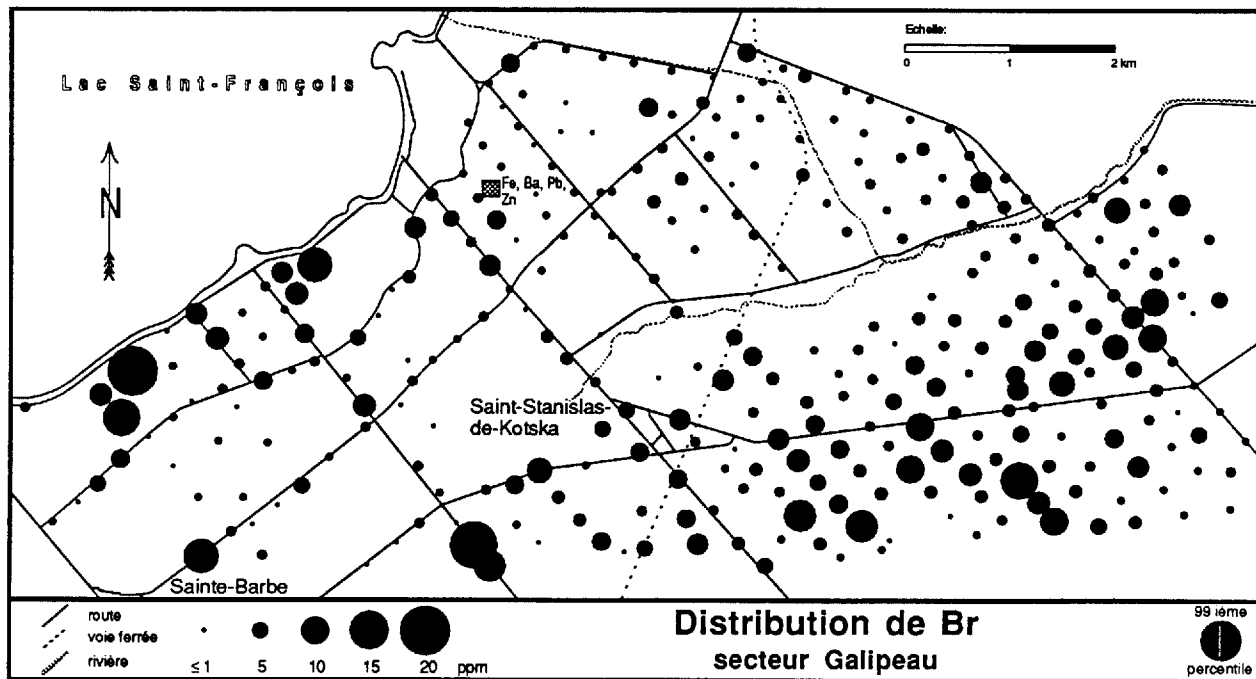 Echelle:
0 1 2 km
Lac Saint-François
N
Fe, Ba, Pb,
Zn
Saint-Stanislas-
de-Kotska
Sainte-Barbe
route
voie ferrée
rivière
≤ 1 5 10 15 20 ppm
Distribution de Br
secteur Galipeau
99 ième
percentile